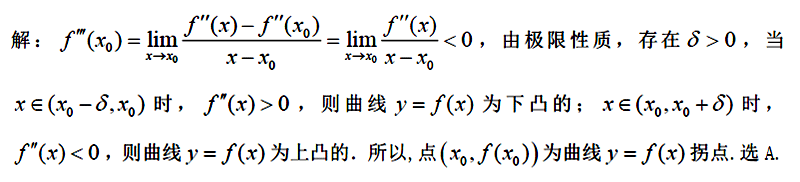 解： f'''(x₀) = lim_{x→x₀} (f''(x) − f''(x₀))/(x − x₀) = lim_{x→x₀} f''(x)/(x − x₀) < 0 ，由极限性质，存在 δ > 0 ，当
x ∈ (x₀ − δ, x₀) 时， f''(x) > 0 ，则曲线 y = f(x) 为下凸的； x ∈ (x₀, x₀ + δ) 时，
f''(x) < 0 ，则曲线 y = f(x) 为上凸的．所以, 点 (x₀, f(x₀)) 为曲线 y = f(x) 拐点. 选 A.